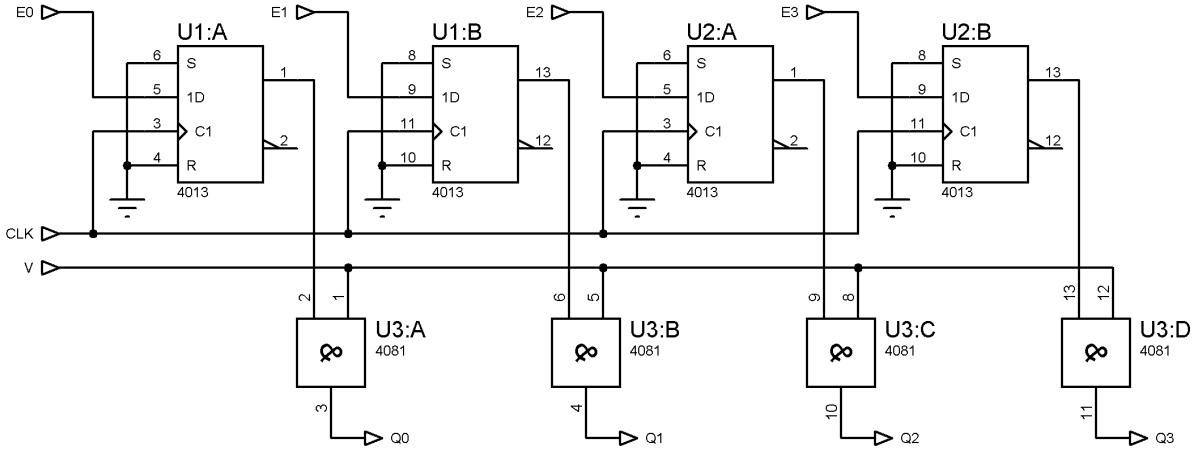 E0 E1 E2 E3
U1:A U1:B U2:A U2:B
6 S 8 S 6 S 8 S
1 13 1 13
5 1D 9 1D 5 1D 9 1D
3 C1 11 C1 3 C1 11 C1
2 12 2 12
4 R 10 R 4 R 10 R
4013 4013 4013 4013
CLK
V
2 1 6 5 9 8 13 12
U3:A U3:B U3:C U3:D
& 4081 & 4081 & 4081 & 4081
3 4 10 11
Q0 Q1 Q2 Q3